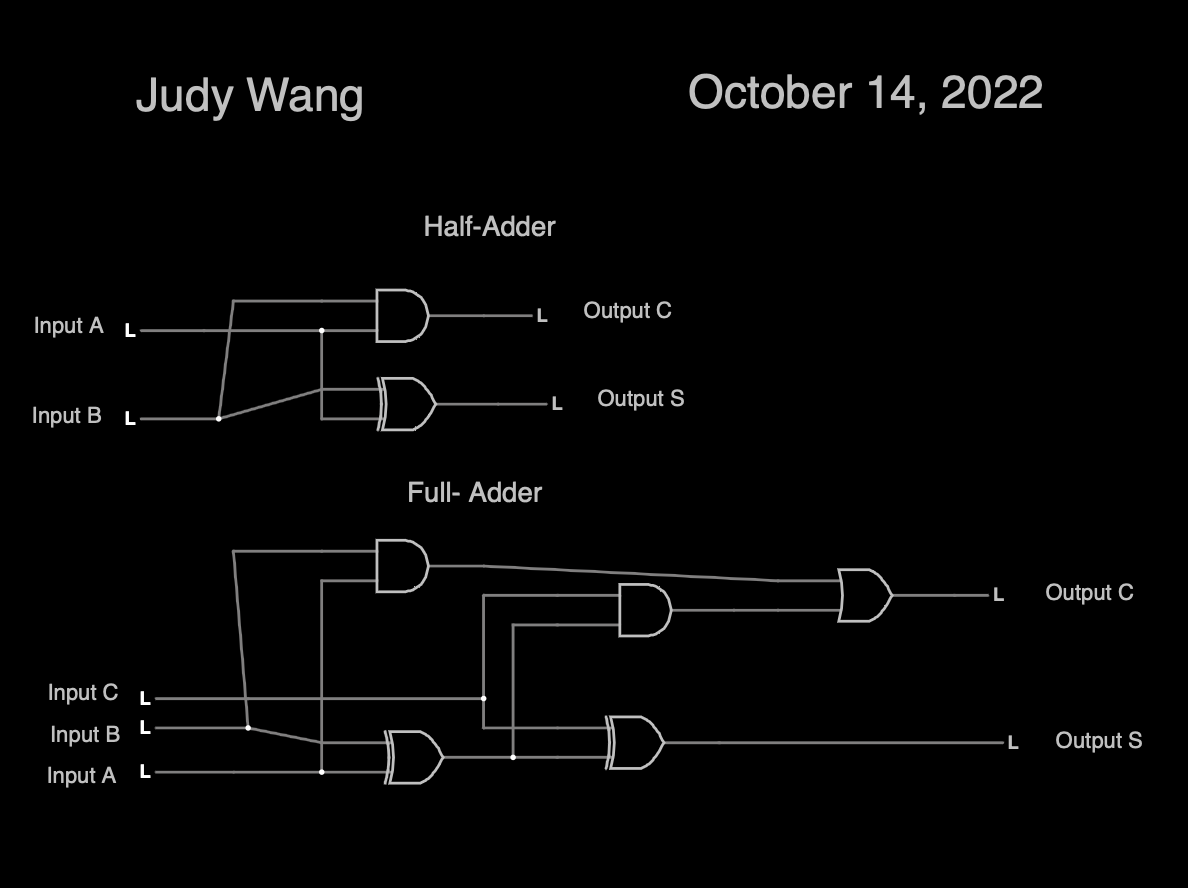 Judy Wang
October 14, 2022
Half-Adder
Input A L
L Output C
Input B L
L Output S
Full- Adder
L Output C
Input C L
Input B L
Input A L
L Output S